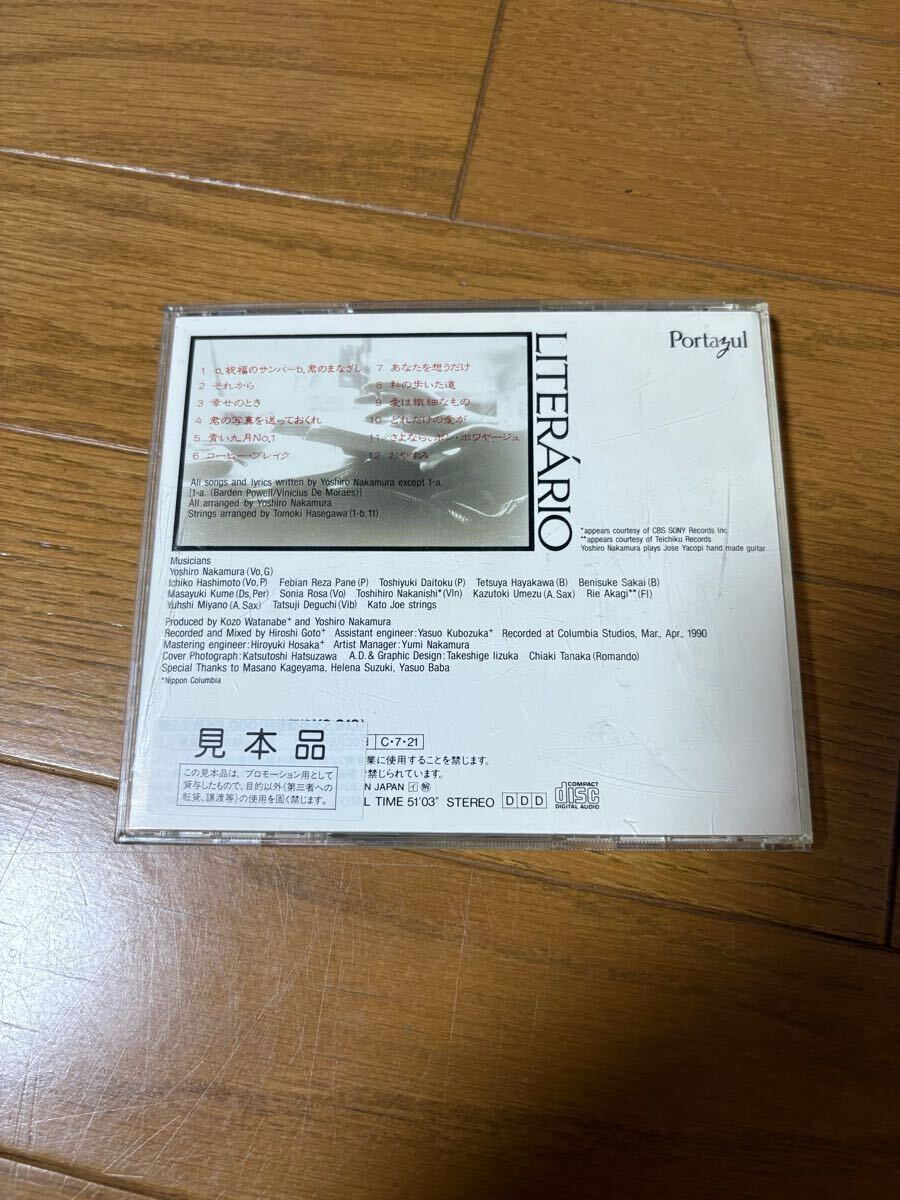 Portazul
LITERÁRIO
1 a.祝福のサンバ〜b.君のまなざし
2 それから
3 幸せのとき
4 君の写真を送っておくれ
5 青い九月No.1
6 コーヒー・ブレイク
7 あなたを想うだけ
8 私の歩いた道
9 愛は繊細なもの
10 どれだけの愛が
11 さよなら、ボン・ボワヤージュ
12 おやすみ
All songs and lyrics written by Yoshiro Nakamura except 1-a.
[1-a. (Barden Powell/Vinicius De Moraes)]
All arranged by Yoshiro Nakamura
Strings arranged by Tomoki Hasegawa (1-b. 11)
*appears courtesy of CBS SONY Records inc.
**appears courtesy of Teichiku Records
Yoshiro Nakamura plays Jose Yacopi hand made guitar
Musicians
Yoshiro Nakamura (Vo,G)
Ichiko Hashimoto (Vo,P) Febian Reza Pane (P) Toshiyuki Daitoku (P) Tetsuya Hayakawa (B) Benisuke Sakai (B)
Masayuki Kume (Ds,Per) Sonia Rosa (Vo) Toshihiro Nakanishi* (Vln) Kazutoki Umezu (A.Sax) Rie Akagi** (Fl)
Yuhshi Miyano (A.Sax) Tatsuji Deguchi (Vib) Kato Joe strings
Produced by Kozo Watanabe+ and Yoshiro Nakamura
Recorded and Mixed by Hiroshi Goto+ Assistant engineer:Yasuo Kubozuka+ Recorded at Columbia Studios, Mar., Apr., 1990
Mastering engineer:Hiroyuki Hosaka+ Artist Manager:Yumi Nakamura
Cover Photograph:Katsutoshi Hatsuzawa A.D.& Graphic Design:Takeshige Iizuka Chiaki Tanaka (Romando)
Special Thanks to Masano Kageyama, Helena Suzuki, Yasuo Baba
+Nippon Columbia
C・7・21
業に使用することを禁じます。
禁じられています。
N JAPAN
L TIME 51'03" STEREO D D D
COMPACT
disc
DIGITAL AUDIO
見本品
この見本品は、プロモーション用として
貸与したもので、目的以外(第三者への
転貸、譲渡等)の使用を固く禁じます。